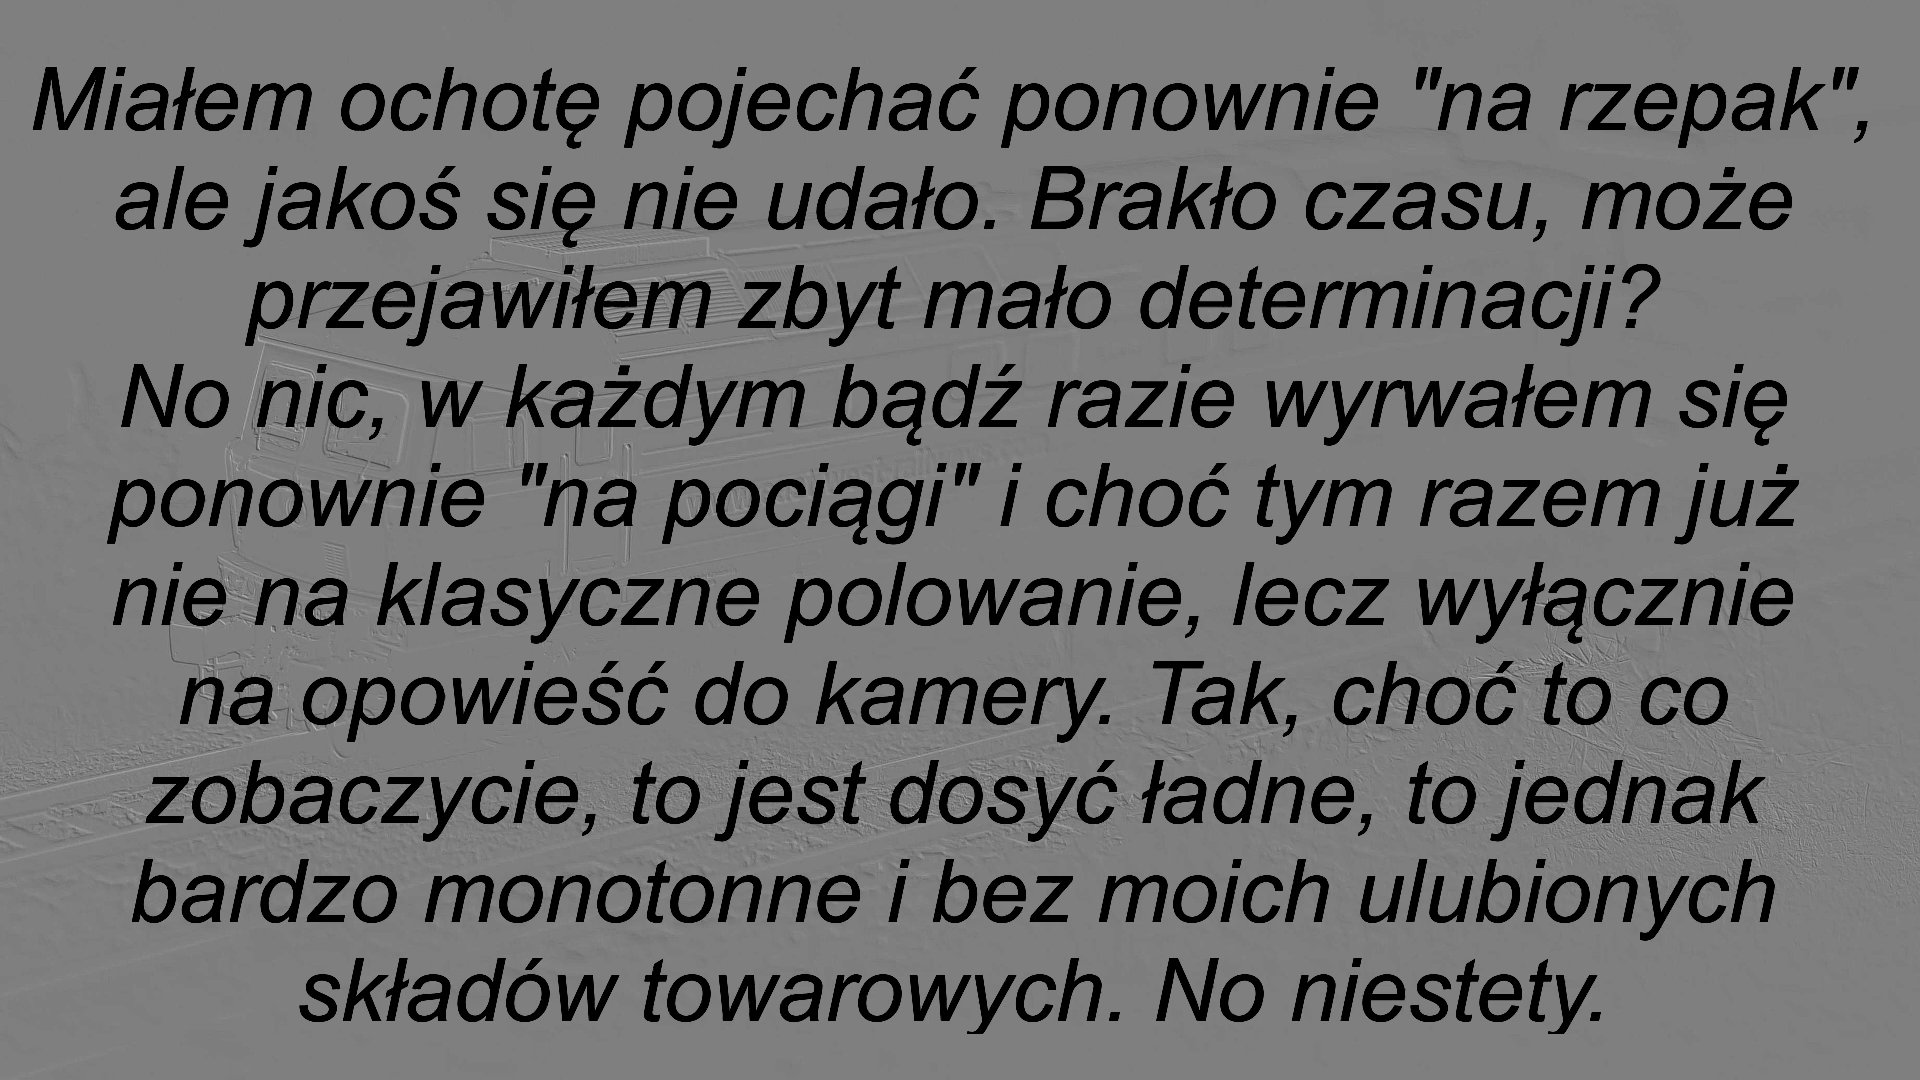 Miałem ochotę pojechać ponownie "na rzepak",
ale jakoś się nie udało. Brakło czasu, może
przejawiłem zbyt mało determinacji?
No nic, w każdym bądź razie wyrwałem się
ponownie "na pociągi" i choć tym razem już
nie na klasyczne polowanie, lecz wyłącznie
na opowieść do kamery. Tak, choć to co
zobaczycie, to jest dosyć ładne, to jednak
bardzo monotonne i bez moich ulubionych
składów towarowych. No niestety.